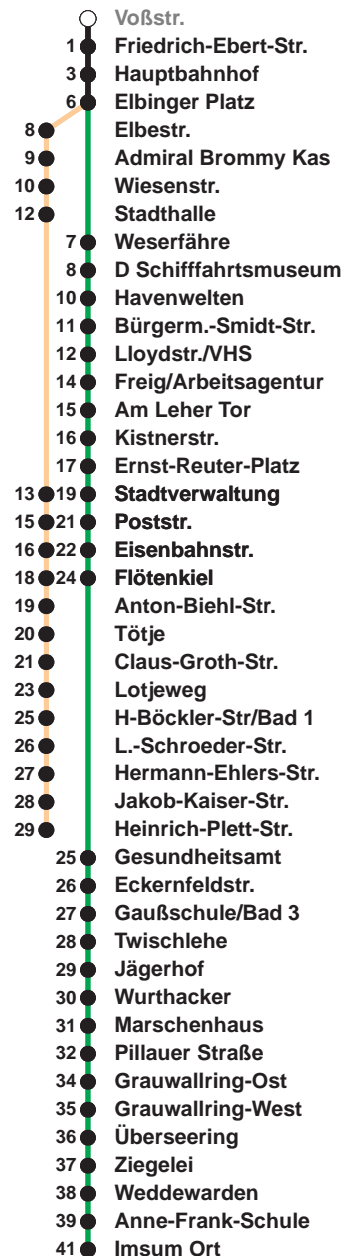 Voßstr.
1 Friedrich-Ebert-Str.
3 Hauptbahnhof
6 Elbinger Platz
8 Elbestr.
9 Admiral Brommy Kas
10 Wiesenstr.
12 Stadthalle
7 Weserfähre
8 D Schifffahrtsmuseum
10 Havenwelten
11 Bürgerm.-Smidt-Str.
12 Lloydstr./VHS
14 Freig/Arbeitsagentur
15 Am Leher Tor
16 Kistnerstr.
17 Ernst-Reuter-Platz
13 19 Stadtverwaltung
15 21 Poststr.
16 22 Eisenbahnstr.
18 24 Flötenkiel
19 Anton-Biehl-Str.
20 Tötje
21 Claus-Groth-Str.
23 Lotjeweg
25 H-Böckler-Str/Bad 1
26 L.-Schroeder-Str.
27 Hermann-Ehlers-Str.
28 Jakob-Kaiser-Str.
29 Heinrich-Plett-Str.
25 Gesundheitsamt
26 Eckernfeldstr.
27 Gaußschule/Bad 3
28 Twischlehe
29 Jägerhof
30 Wurthacker
31 Marschenhaus
32 Pillauer Straße
34 Grauwallring-Ost
35 Grauwallring-West
36 Überseering
37 Ziegelei
38 Weddewarden
39 Anne-Frank-Schule
41 Imsum Ort